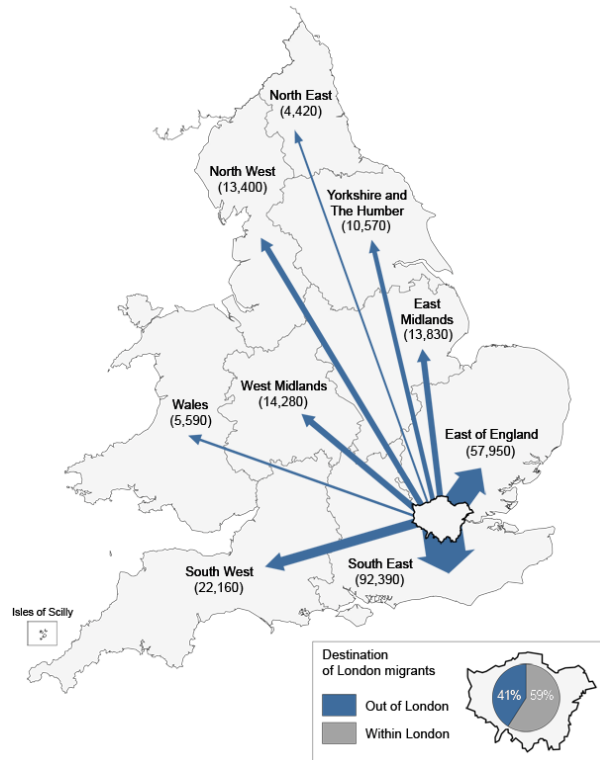 North East
(4,420)
North West
(13,400)
Yorkshire and
The Humber
(10,570)
East
Midlands
(13,830)
West Midlands
(14,280)
Wales
(5,590)
East of England
(57,950)
South West
(22,160)
South East
(92,390)
Isles of Scilly
Destination
of London migrants
Out of London
Within London
41%
59%